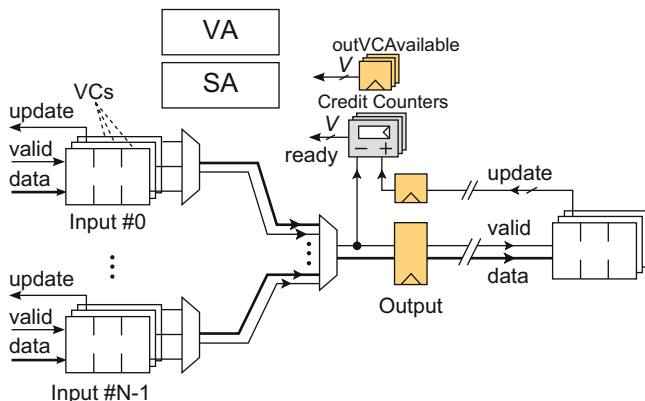 VA
SA
outVCAvailable
V
Credit Counters
V
ready
− +
VCs
update
valid
data
Input #0
update
valid
data
Output
update
valid
data
Input #N-1